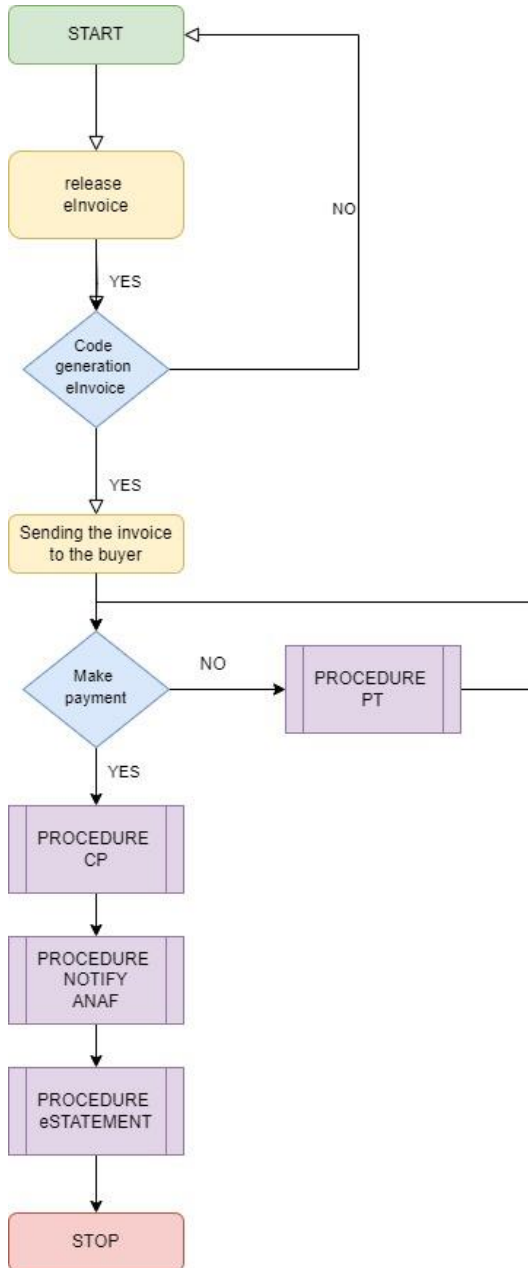 START
release
eInvoice
NO
YES
Code
generation
eInvoice
YES
Sending the invoice
to the buyer
Make
payment
NO
PROCEDURE
PT
YES
PROCEDURE
CP
PROCEDURE
NOTIFY
ANAF
PROCEDURE
eSTATEMENT
STOP